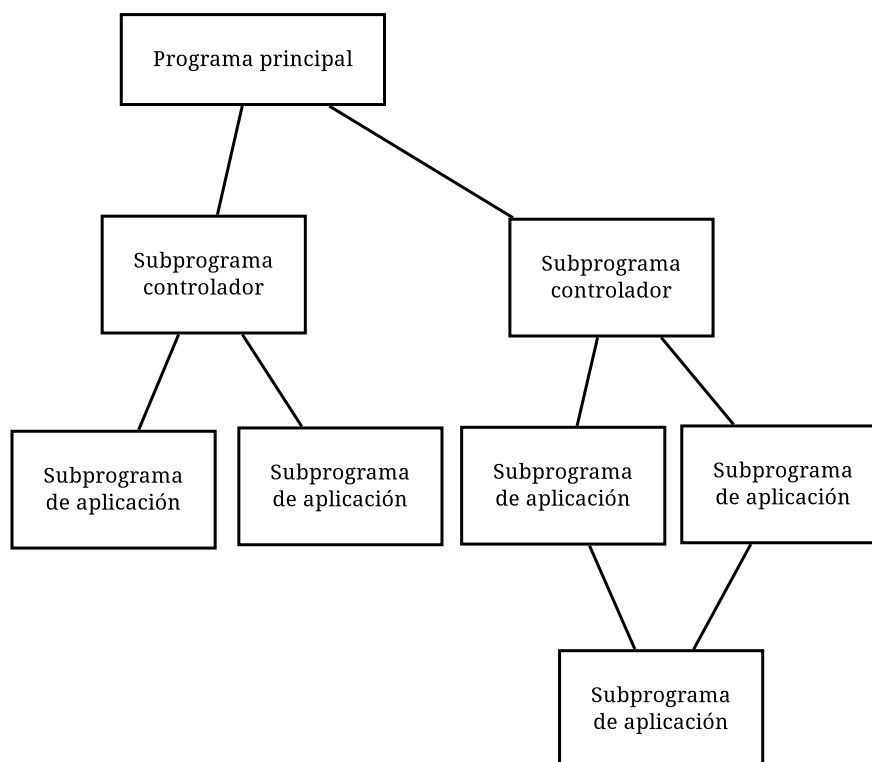 Programa principal
Subprograma
controlador
Subprograma
controlador
Subprograma
de aplicación
Subprograma
de aplicación
Subprograma
de aplicación
Subprograma
de aplicación
Subprograma
de aplicación